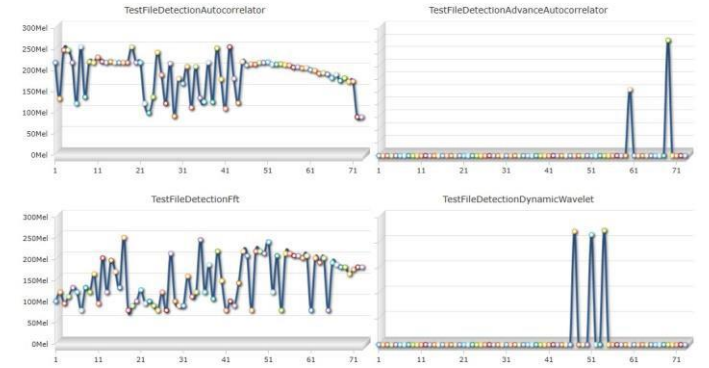 TestFileDetectionAutocorrelator
300Mel
250Mel
200Mel
150Mel
100Mel
50Mel
0Mel
1 11 21 31 41 51 61 71
TestFileDetectionAdvanceAutocorrelator
1 11 21 31 41 51 61 71
TestFileDetectionFft
300Mel
250Mel
200Mel
150Mel
100Mel
50Mel
0Mel
1 11 21 31 41 51 61 71
TestFileDetectionDynamicWavelet
1 11 21 31 41 51 61 71